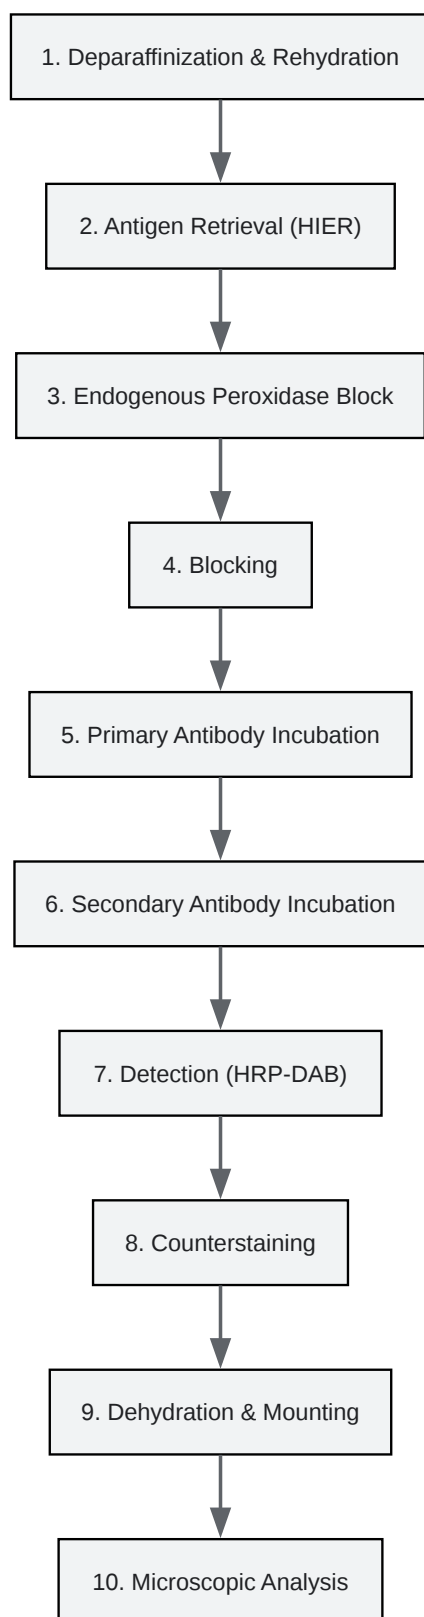 1. Deparaffinization & Rehydration
2. Antigen Retrieval (HIER)
3. Endogenous Peroxidase Block
4. Blocking
5. Primary Antibody Incubation
6. Secondary Antibody Incubation
7. Detection (HRP-DAB)
8. Counterstaining
9. Dehydration & Mounting
10. Microscopic Analysis